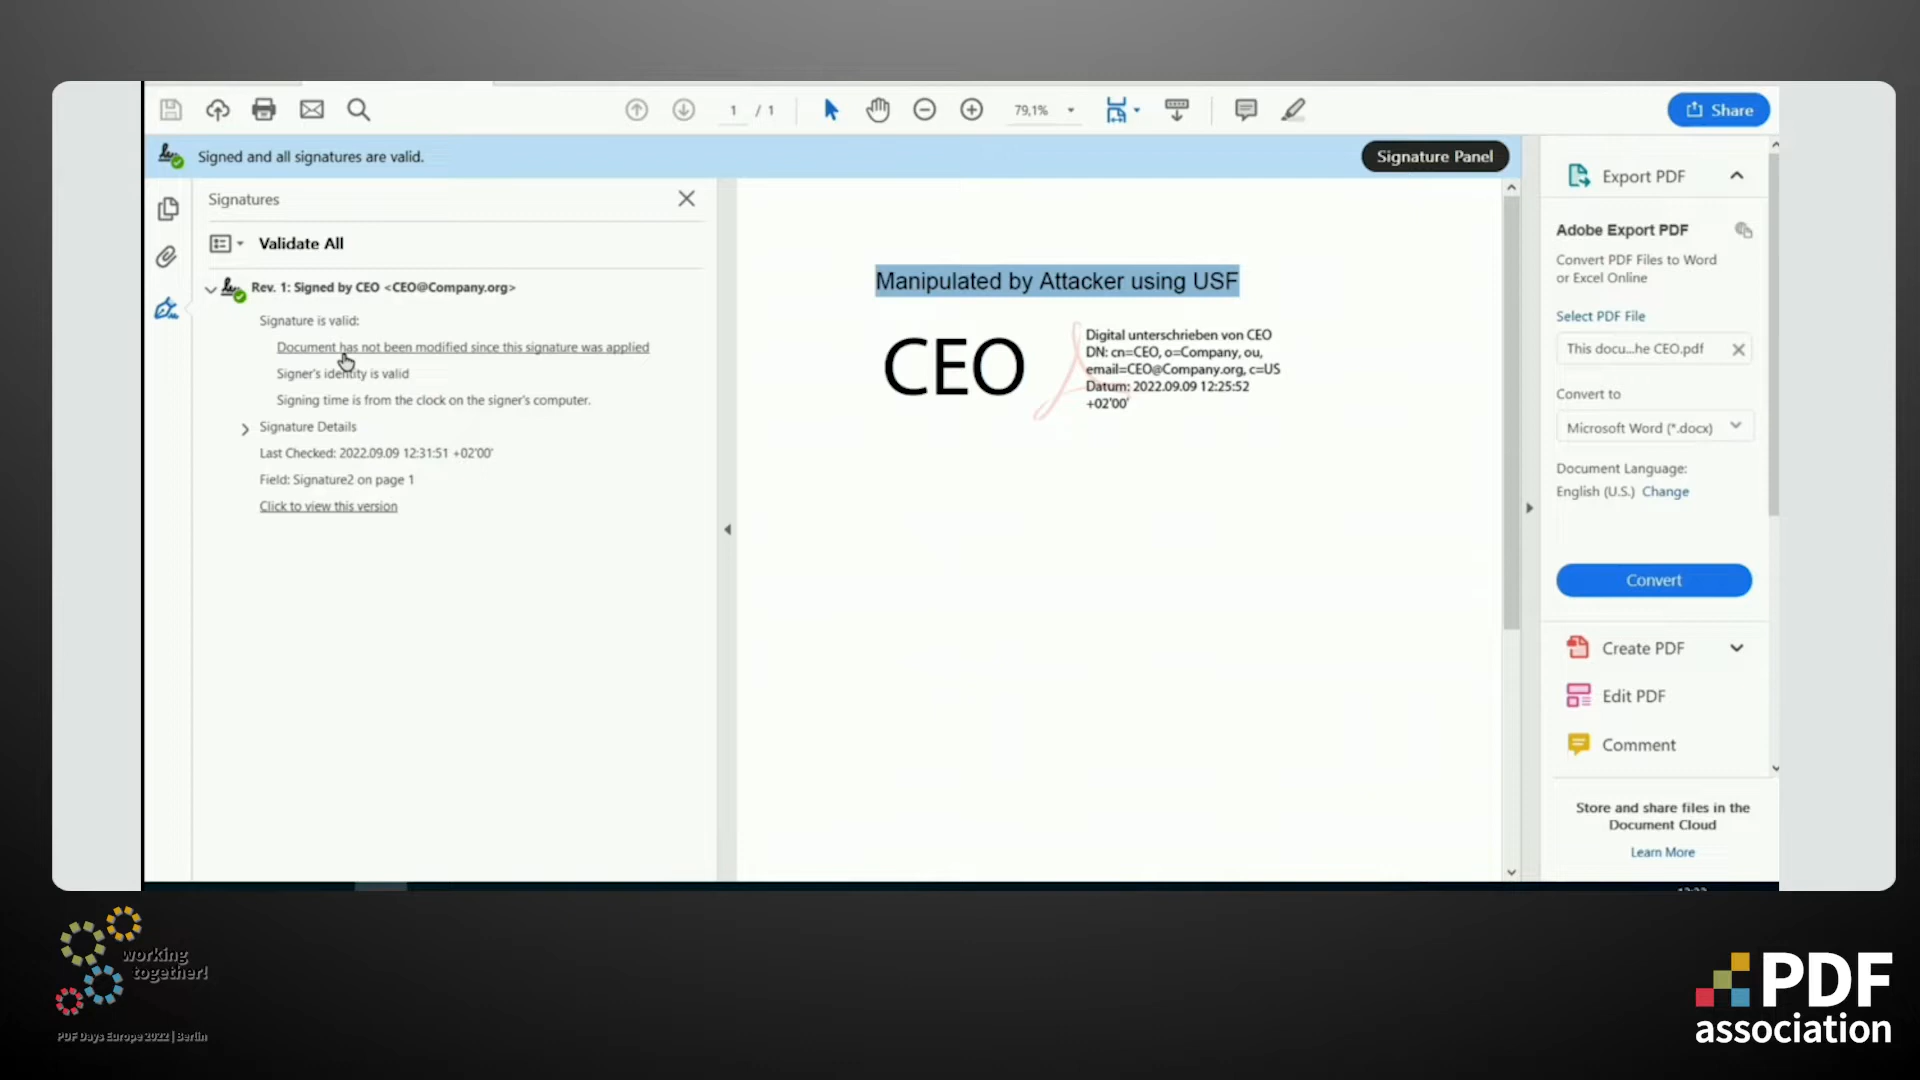 1 / 1
79,1%
Share
Signed and all signatures are valid.
Signature Panel
Signatures
Validate All
Rev. 1: Signed by CEO <CEO@Company.org>
Signature is valid:
Document has not been modified since this signature was applied
Signer's identity is valid
Signing time is from the clock on the signer's computer.
Signature Details
Last Checked: 2022.09.09 12:31:51 +02'00'
Field: Signature2 on page 1
Click to view this version
Manipulated by Attacker using USF
CEO
Digital unterschrieben von CEO
DN: cn=CEO, o=Company, ou,
email=CEO@Company.org, c=US
Datum: 2022.09.09 12:25:52
+02'00'
Export PDF
Adobe Export PDF
Convert PDF Files to Word
or Excel Online
Select PDF File
This docu...he CEO.pdf
Convert to
Microsoft Word (*.docx)
Document Language:
English (U.S.) Change
Convert
Create PDF
Edit PDF
Comment
Store and share files in the
Document Cloud
Learn More
working
together!
PDF Days Europe 2022 | Berlin
PDF
association